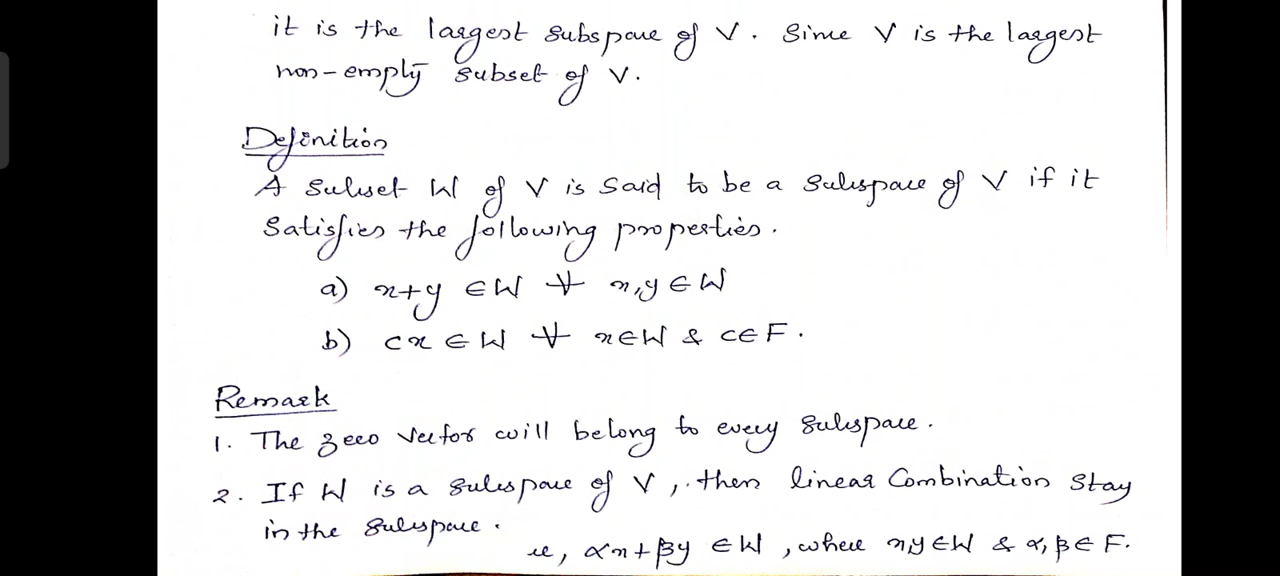 it is the largest subspace of V. Since V is the largest
non-empty subset of V.
Definition
A subset W of V is said to be a subspace of V if it
satisfies the following properties.
a) x+y ∈ W ∀ x,y ∈ W
b) cx ∈ W ∀ x∈W & c∈F.
Remark
1. The zero vector will belong to every subspace.
2. If W is a subspace of V, then linear Combination stay
in the subspace.
ie, αx+βy ∈ W, where x,y∈W & α,β∈F.